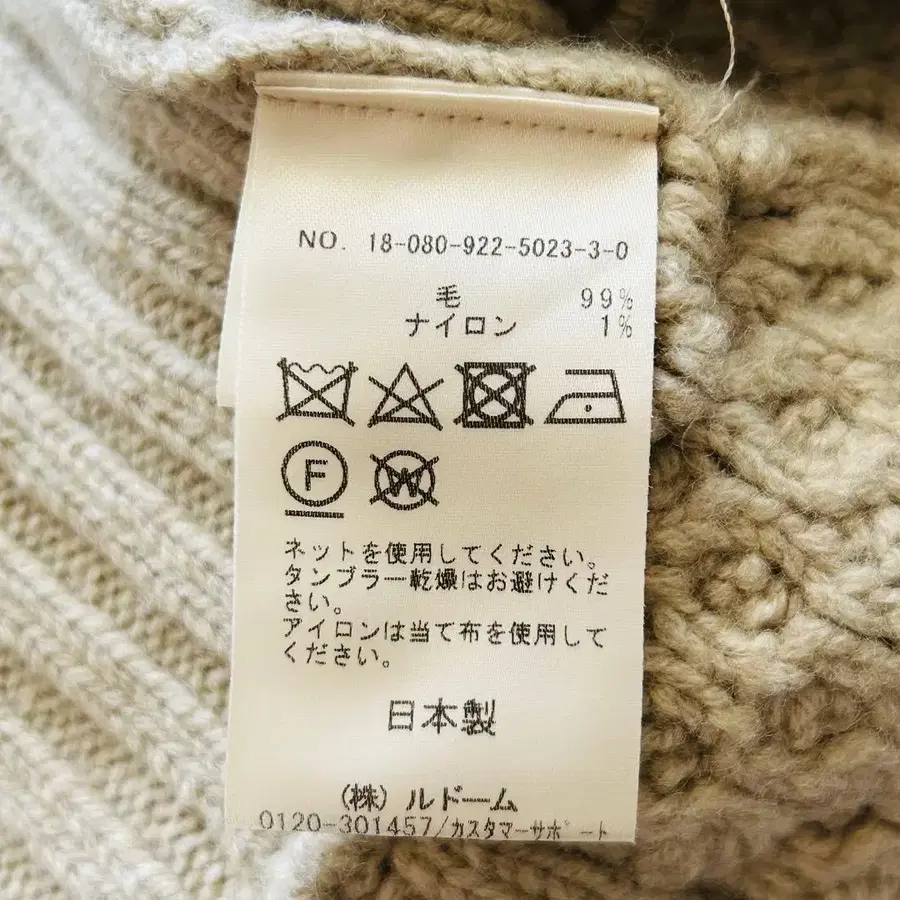 NO. 18-080-922-5023-3-0
毛 99%
ナイロン 1%
F
W
ネットを使用してください。
タンブラー乾燥はお避けくだ
さい。
アイロンは当て布を使用して
ください。
日本製
(株) ルドーム
0120-301457/カスタマーサポート